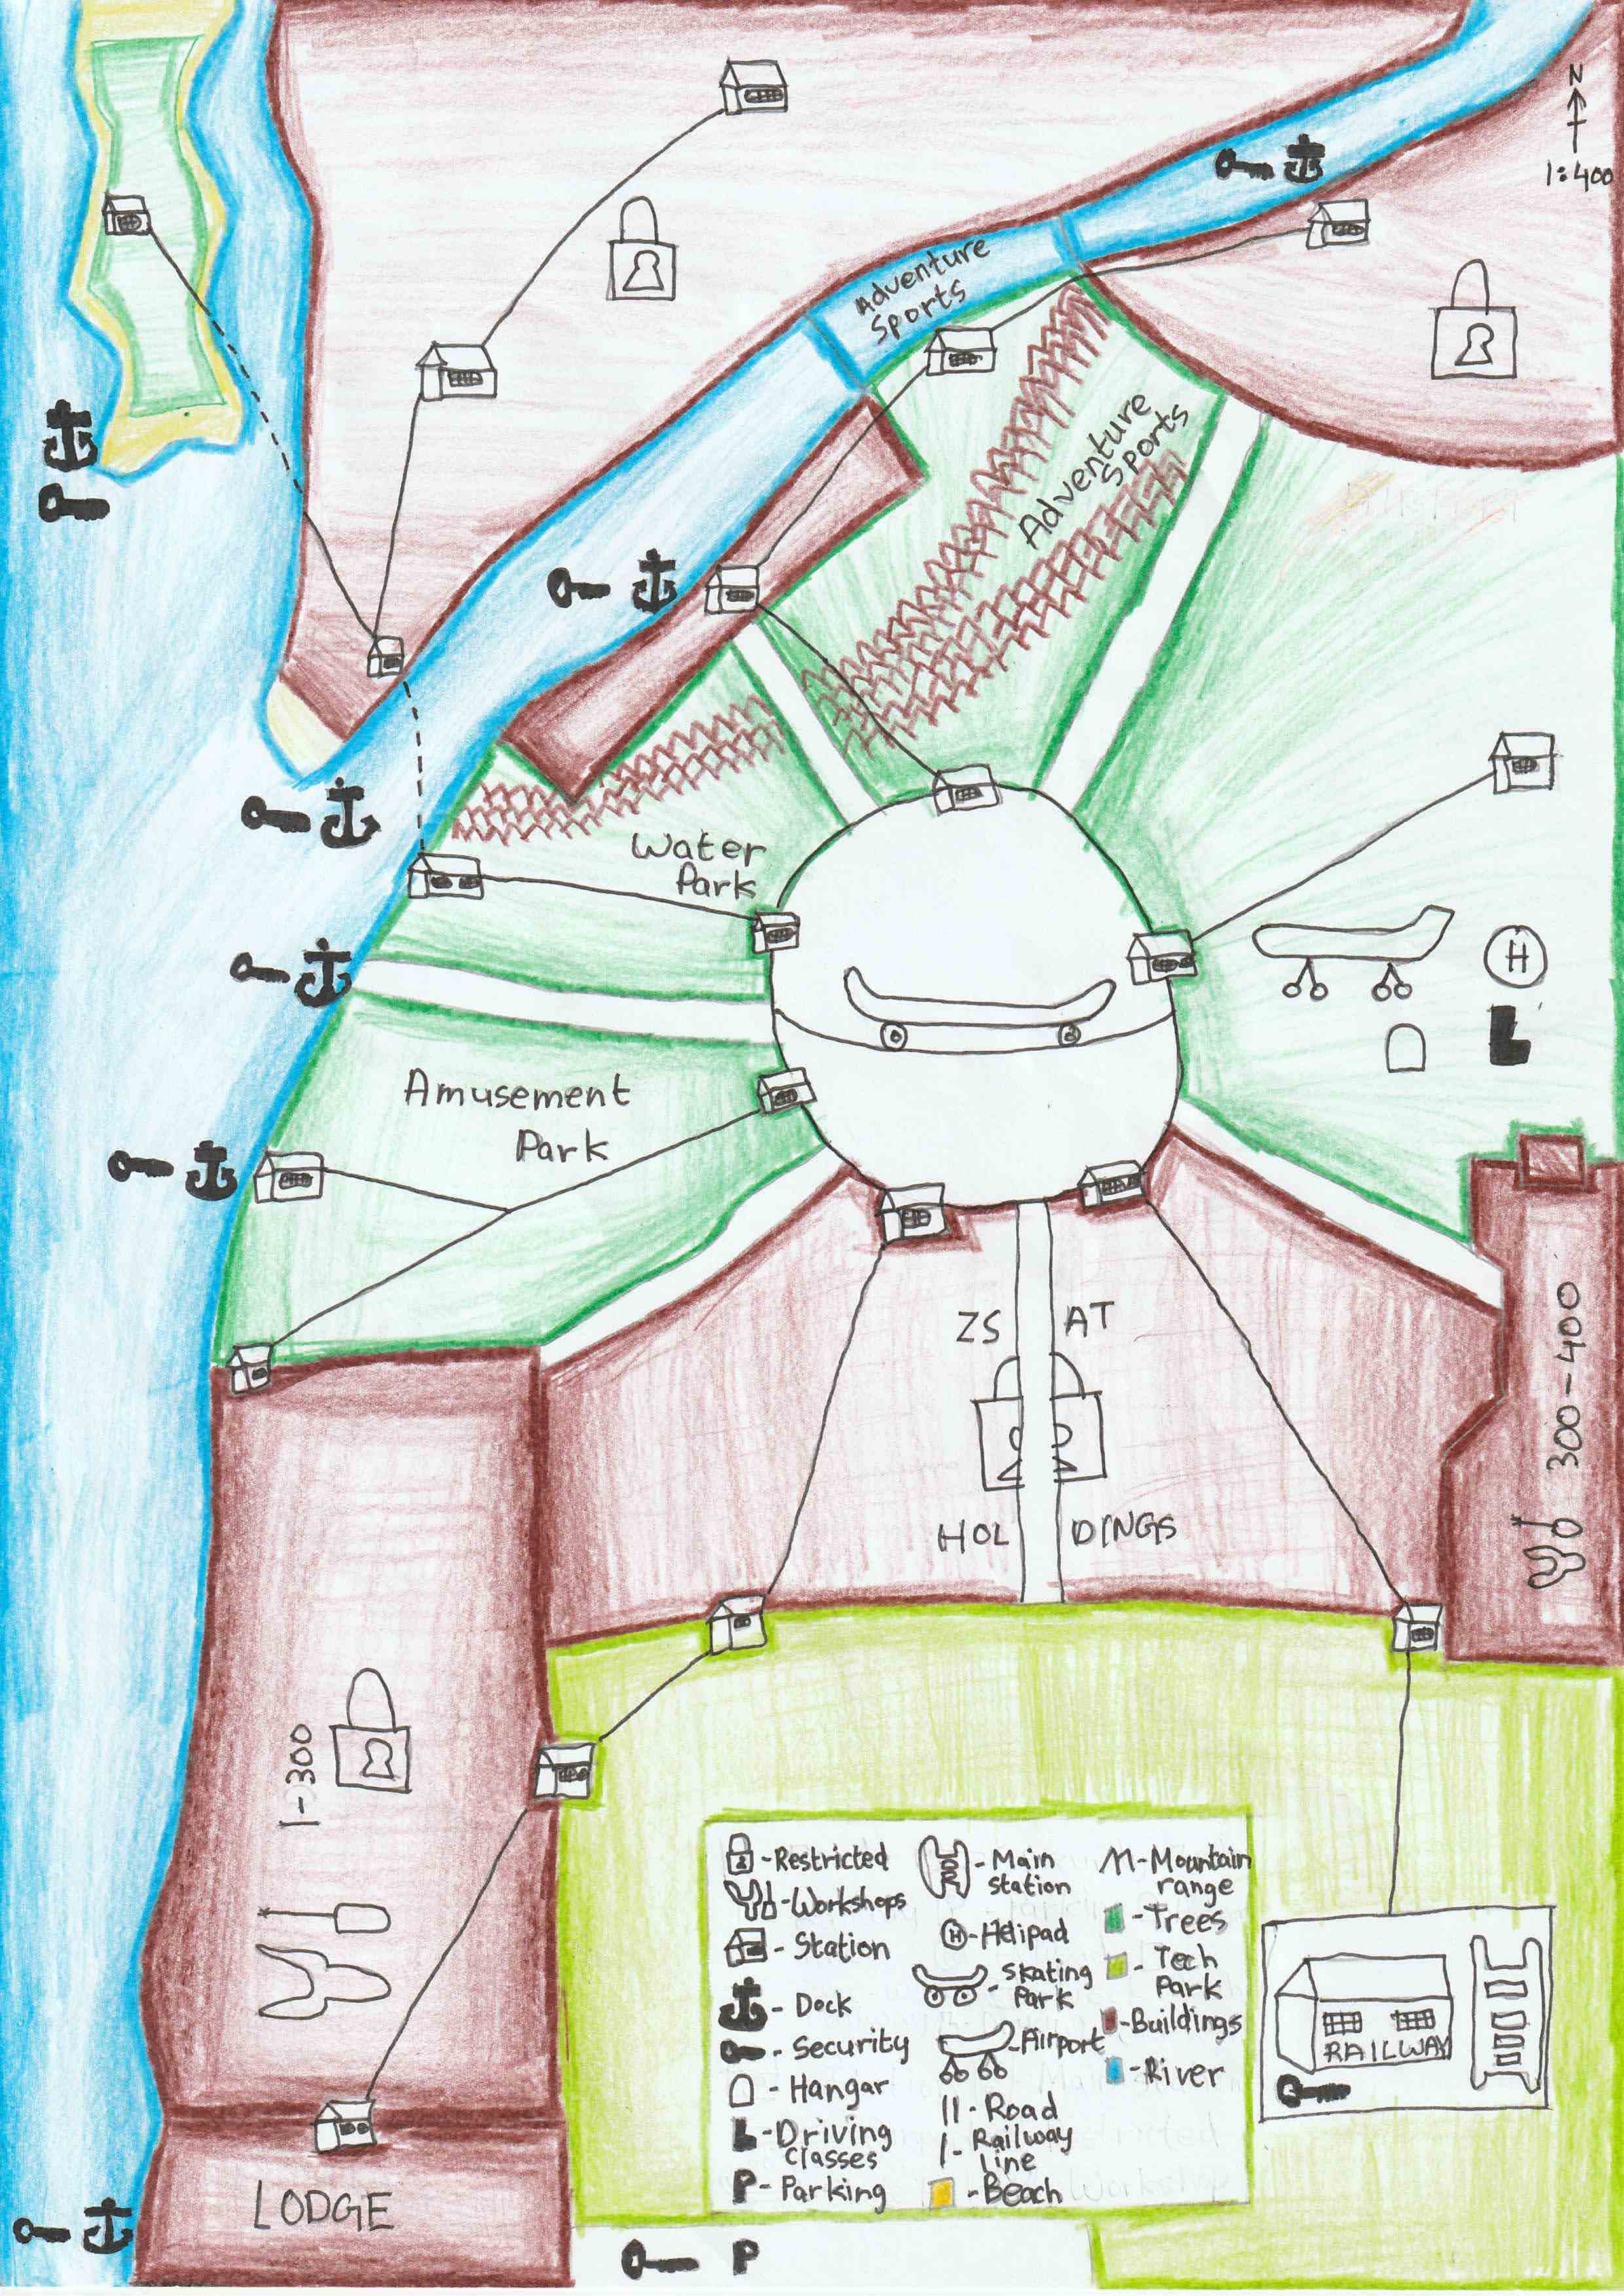 N
1:400
Adventure
Sports
Adventure
Sports
Water
Park
H
Amusement
Park
ZS AT
HOL DINGS
300-400
1-300
LODGE
-Restricted
-Workshops
- Station
- Dock
- Security
- Hangar
-Driving
classes
P- Parking
- Main
station
H-Helipad
- Skating
Park
-Airport
11- Road
1- Railway
Line
-Beach
M-Mountain
range
-Trees
- Tech
Park
-Buildings
-River
RAILWAY
P